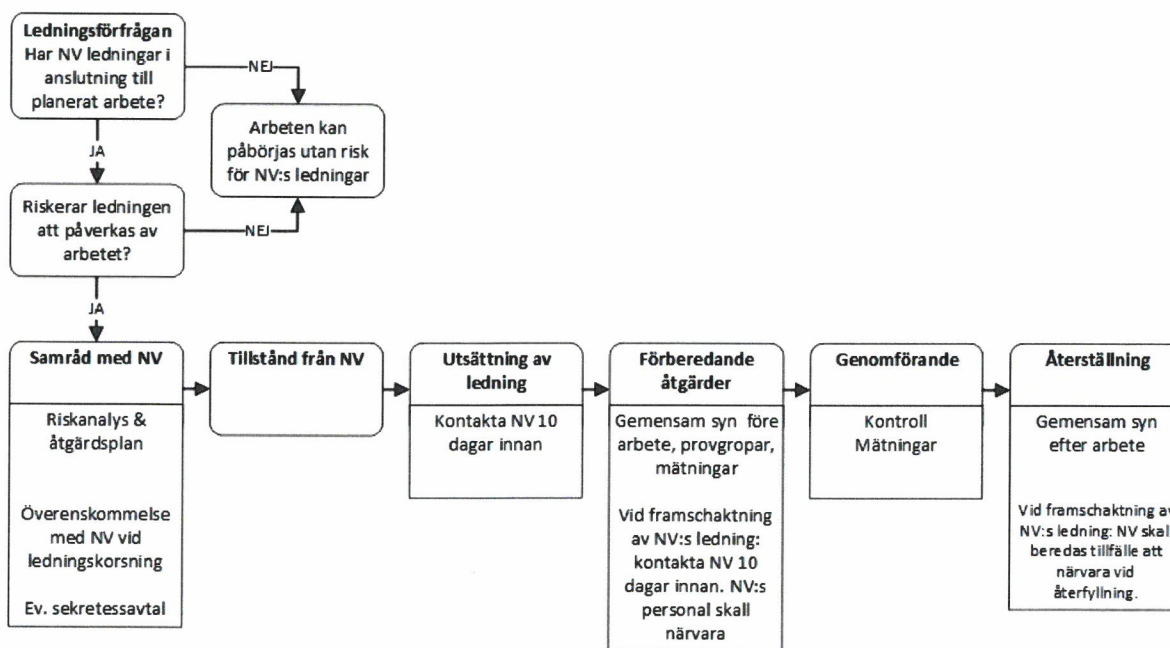 Ledningsförfrågan
Har NV ledningar i
anslutning till
planerat arbete?
NEJ
Arbeten kan
påbörjas utan risk
för NV:s ledningar
JA
Riskerar ledningen
att påverkas av
arbetet?
NEJ
JA
Samråd med NV
Riskanalys &
åtgärdsplan
Överenskommelse
med NV vid
ledningskorsning
Ev. sekretessavtal
Tillstånd från NV
Utsättning av
ledning
Kontakta NV 10
dagar innan
Förberedande
åtgärder
Gemensam syn före
arbete, provgropar,
mätningar
Vid framschaktning
av NV:s ledning:
kontakta NV 10
dagar innan. NV:s
personal skall
närvara
Genomförande
Kontroll
Mätningar
Återställning
Gemensam syn
efter arbete
Vid framschaktning av
NV:s ledning: NV skall
beredas tillfälle att
närvara vid
återfyllning.